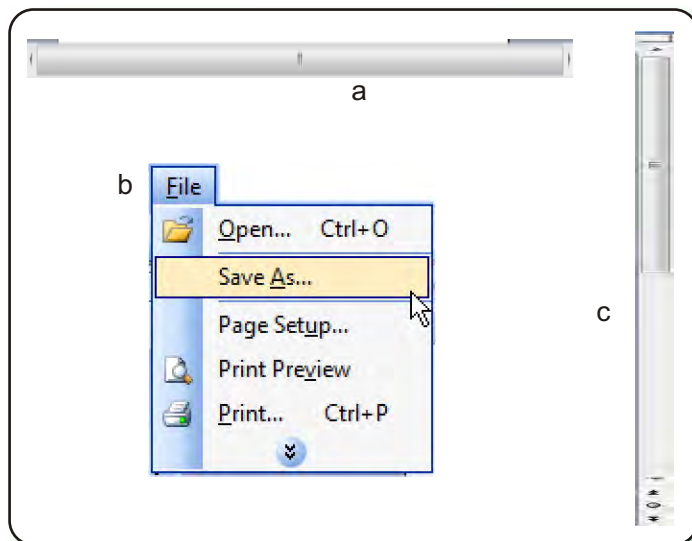 a
b
File
Open... Ctrl+O
Save As...
Page Setup...
c
Print Preview
Print... Ctrl+P